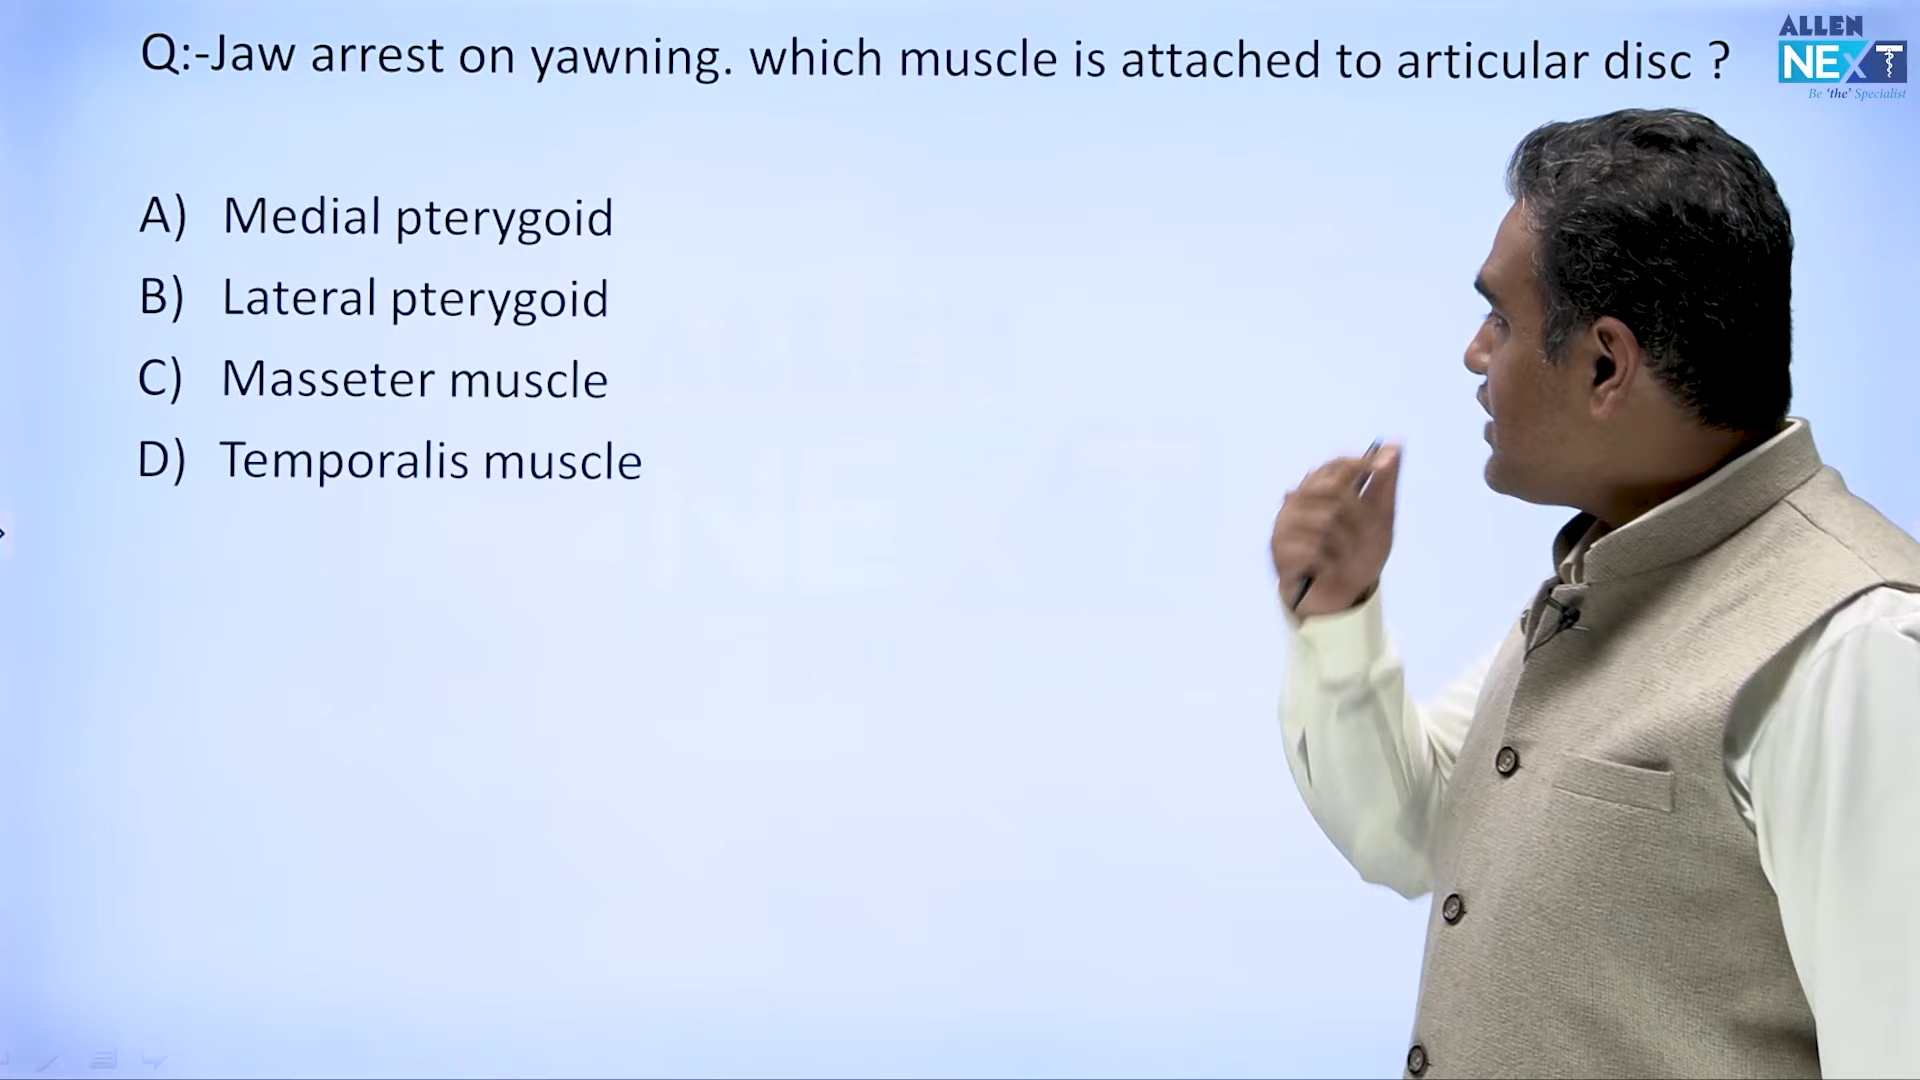 Q:-Jaw arrest on yawning. which muscle is attached to articular disc ?
ALLEN
NEXT
Be 'the' Specialist
A) Medial pterygoid
B) Lateral pterygoid
C) Masseter muscle
D) Temporalis muscle